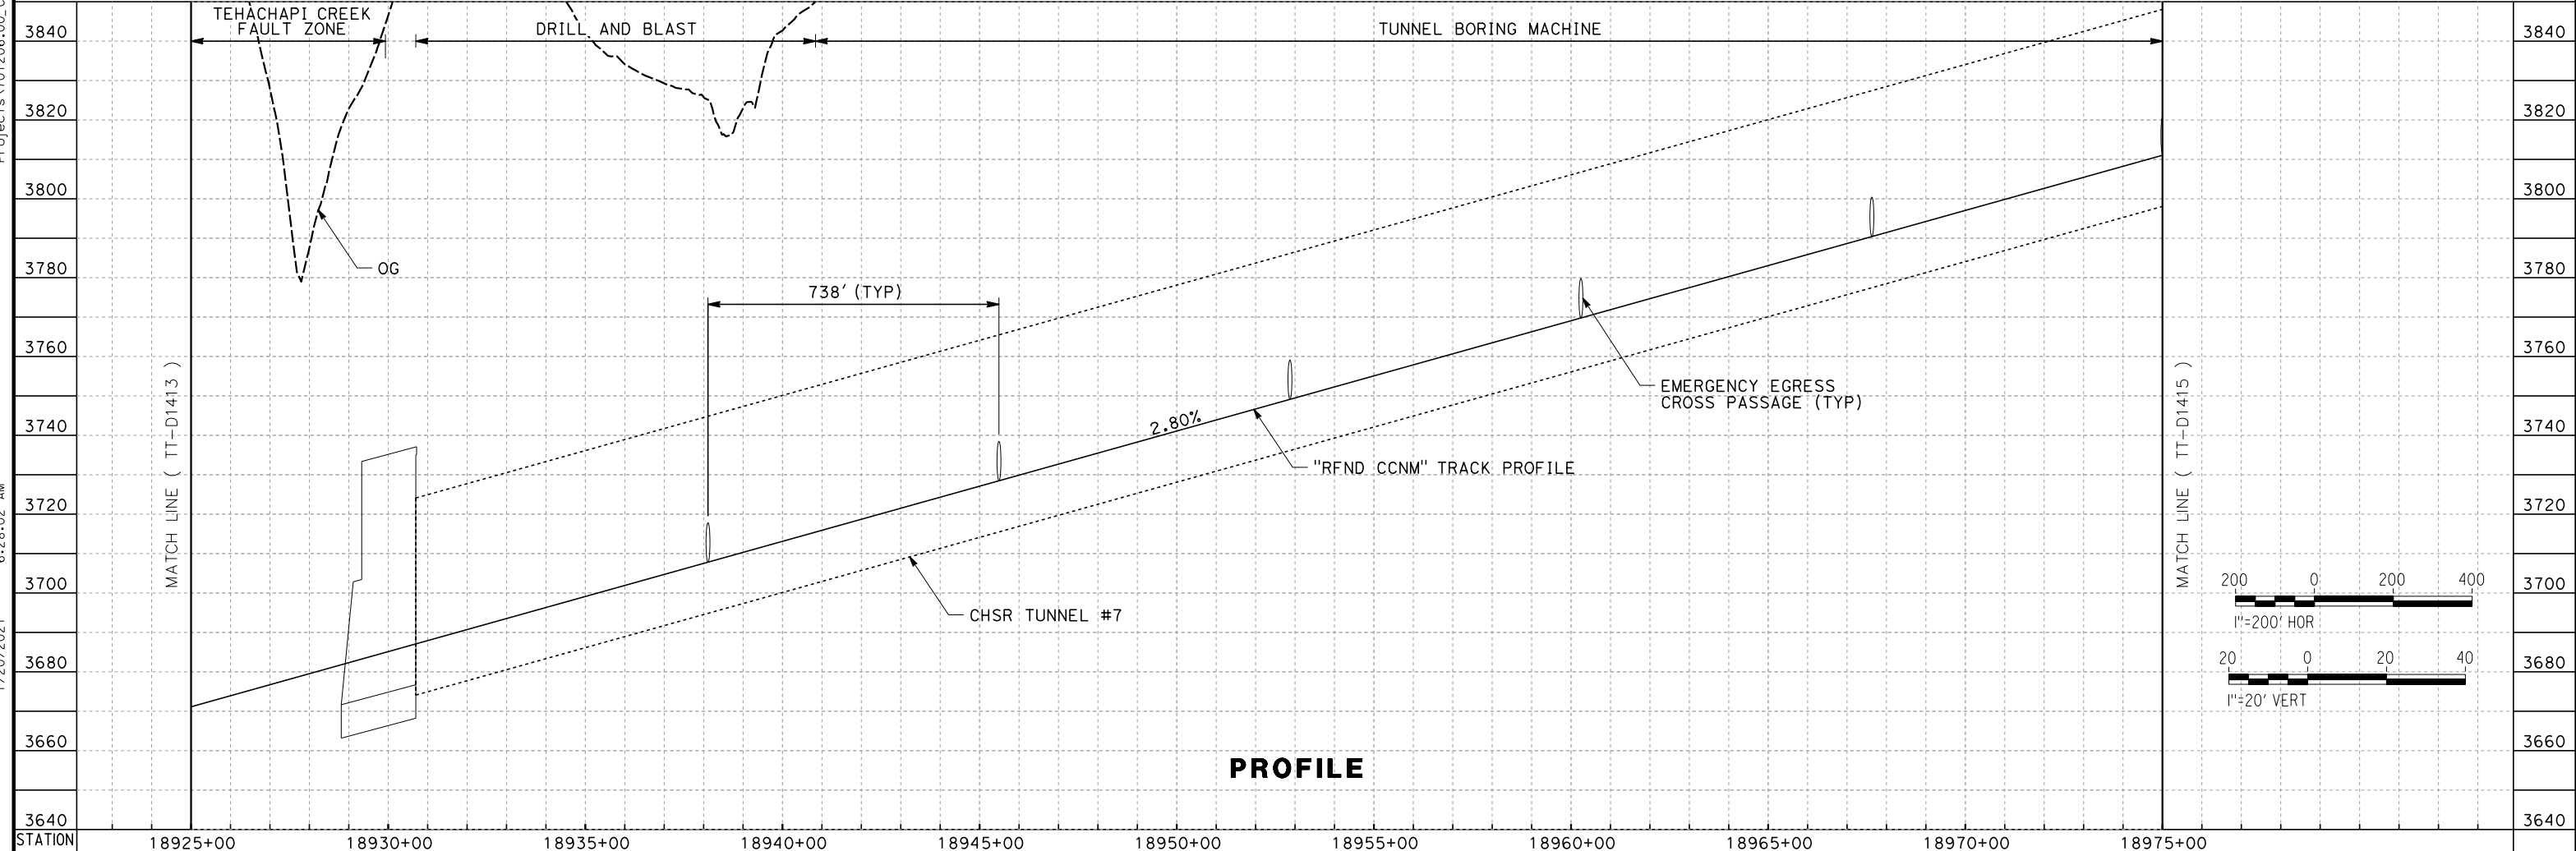 TEHACHAPI CREEK
FAULT ZONE
DRILL AND BLAST
TUNNEL BORING MACHINE
3840
3840
3820
3820
3800
3800
OG
3780
3780
738' (TYP)
3760
3760
EMERGENCY EGRESS
CROSS PASSAGE (TYP)
2.80%
3740
3740
"RFND CCNM" TRACK PROFILE
MATCH LINE ( TT-D1413 )
MATCH LINE ( TT-D1415 )
3720
3720
3700
3700
200 0 200 400
1"=200' HOR
CHSR TUNNEL #7
3680
3680
20 0 20 40
1"=20' VERT
3660
3660
PROFILE
3640
3640
STATION
18925+00 18930+00 18935+00 18940+00 18945+00 18950+00 18955+00 18960+00 18965+00 18970+00 18975+00